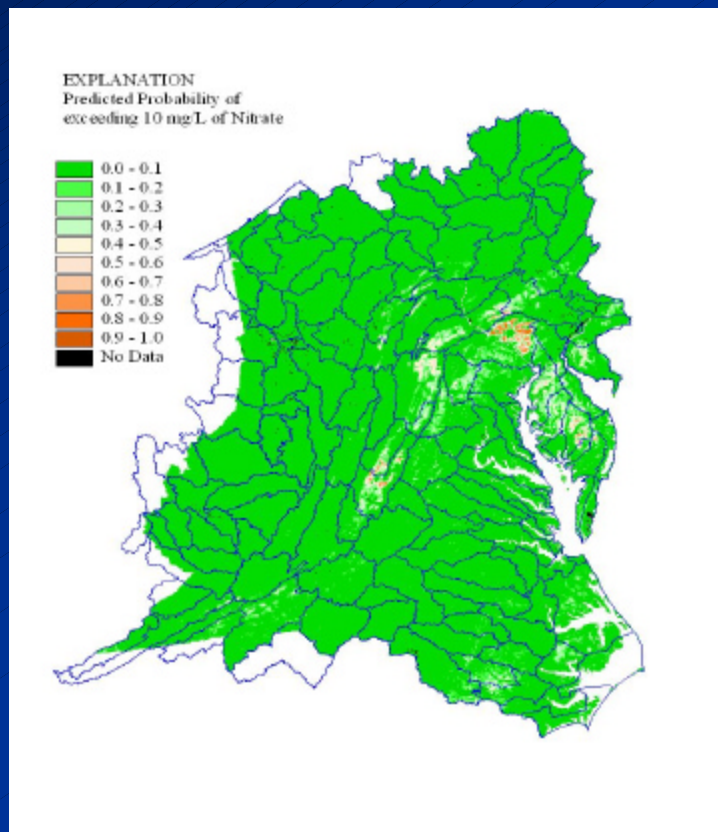 EXPLANATION
Predicted Probability of
exceeding 10 mg/L of Nitrate
0.0 - 0.1
0.1 - 0.2
0.2 - 0.3
0.3 - 0.4
0.4 - 0.5
0.5 - 0.6
0.6 - 0.7
0.7 - 0.8
0.8 - 0.9
0.9 - 1.0
No Data